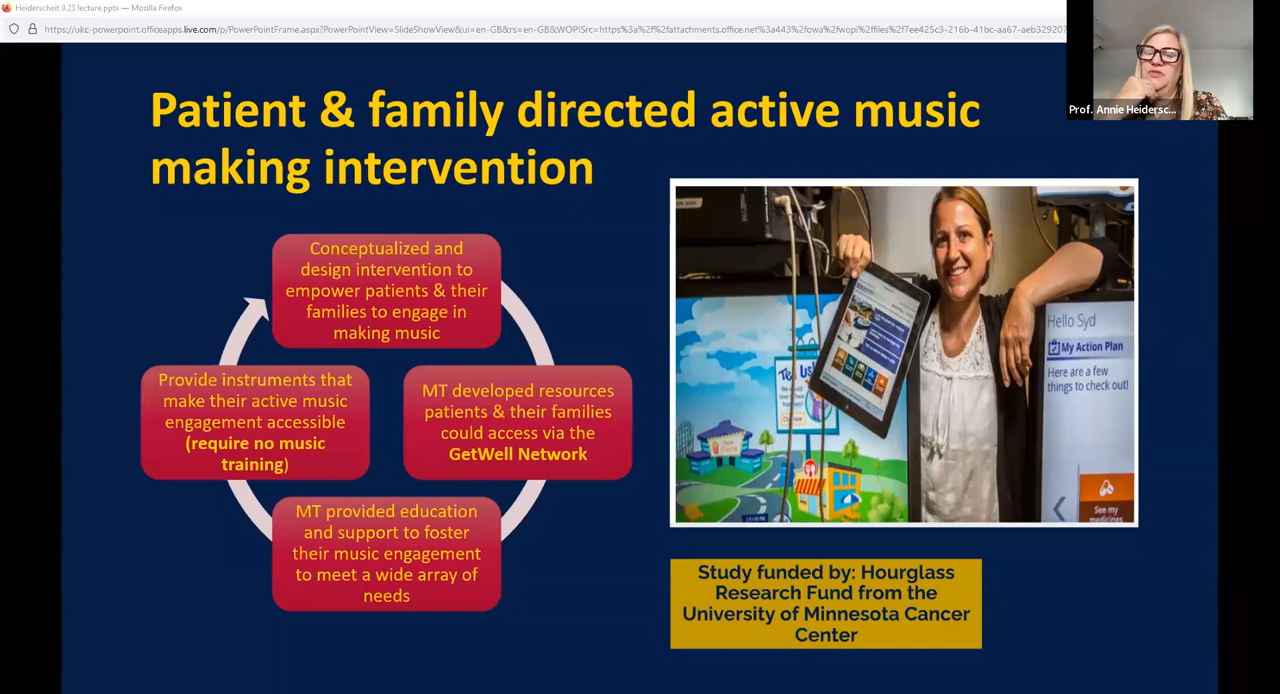 Heiderscheit 9.23 lecture.pptx — Mozilla Firefox
https://ukc-powerpoint.officeapps.live.com/p/PowerPointFrame.aspx?PowerPointView=SlideShowView&ui=en-GB&rs=en-GB&WOPISrc=https%3a%2f%2fattachments.office.net%3a443%2fowa%2fwopi%2ffiles%2f7ee425c3-216b-41bc-aa67-aeb329207
Prof. Annie Heidersc...
Patient & family directed active music
making intervention
Conceptualized and
design intervention to
empower patients & their
families to engage in
making music
MT developed resources
patients & their families
could access via the
GetWell Network
MT provided education
and support to foster
their music engagement
to meet a wide array of
needs
Provide instruments that
make their active music
engagement accessible
(require no music
training)
Hello Syd
My Action Plan
Here are a few
things to check out!
See my
medicines
Study funded by: Hourglass
Research Fund from the
University of Minnesota Cancer
Center